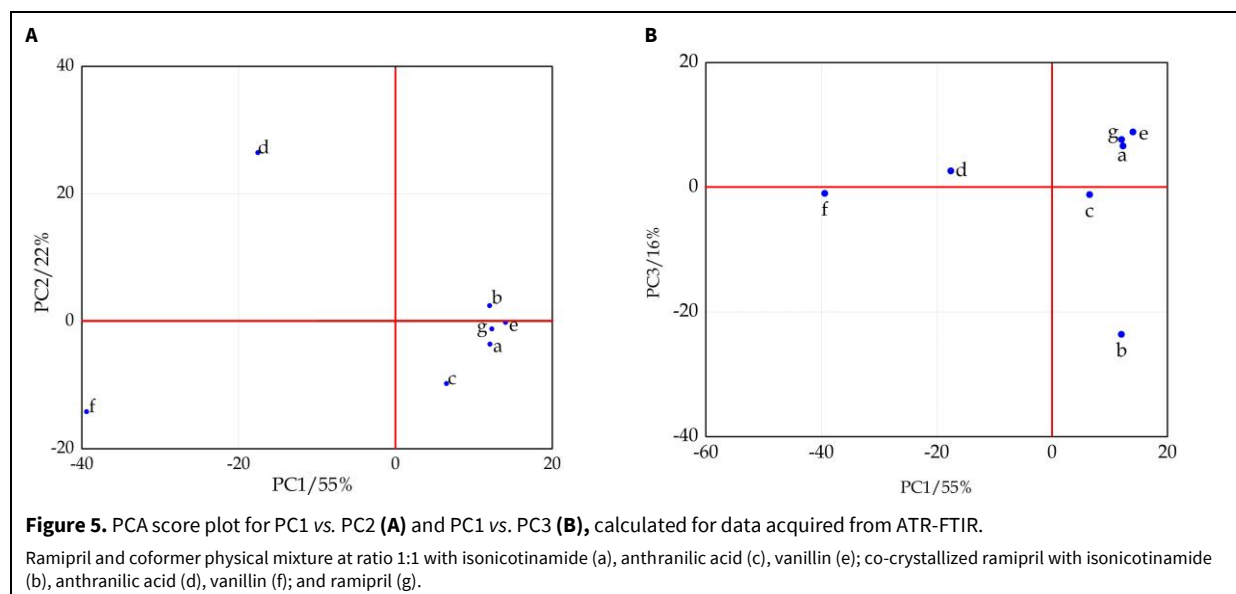 A
40
20
0
-20
-40
-20
0
20
PC2/22%
PC1/55%
d
b
g
e
a
c
f
B
20
0
-20
-40
-60
-40
-20
0
20
PC3/16%
PC1/55%
g
e
a
d
f
c
b
Figure 5. PCA score plot for PC1 vs. PC2 (A) and PC1 vs. PC3 (B), calculated for data acquired from ATR-FTIR.
Ramipril and coformer physical mixture at ratio 1:1 with isonicotinamide (a), anthranilic acid (c), vanillin (e); co-crystallized ramipril with isonicotinamide
(b), anthranilic acid (d), vanillin (f); and ramipril (g).